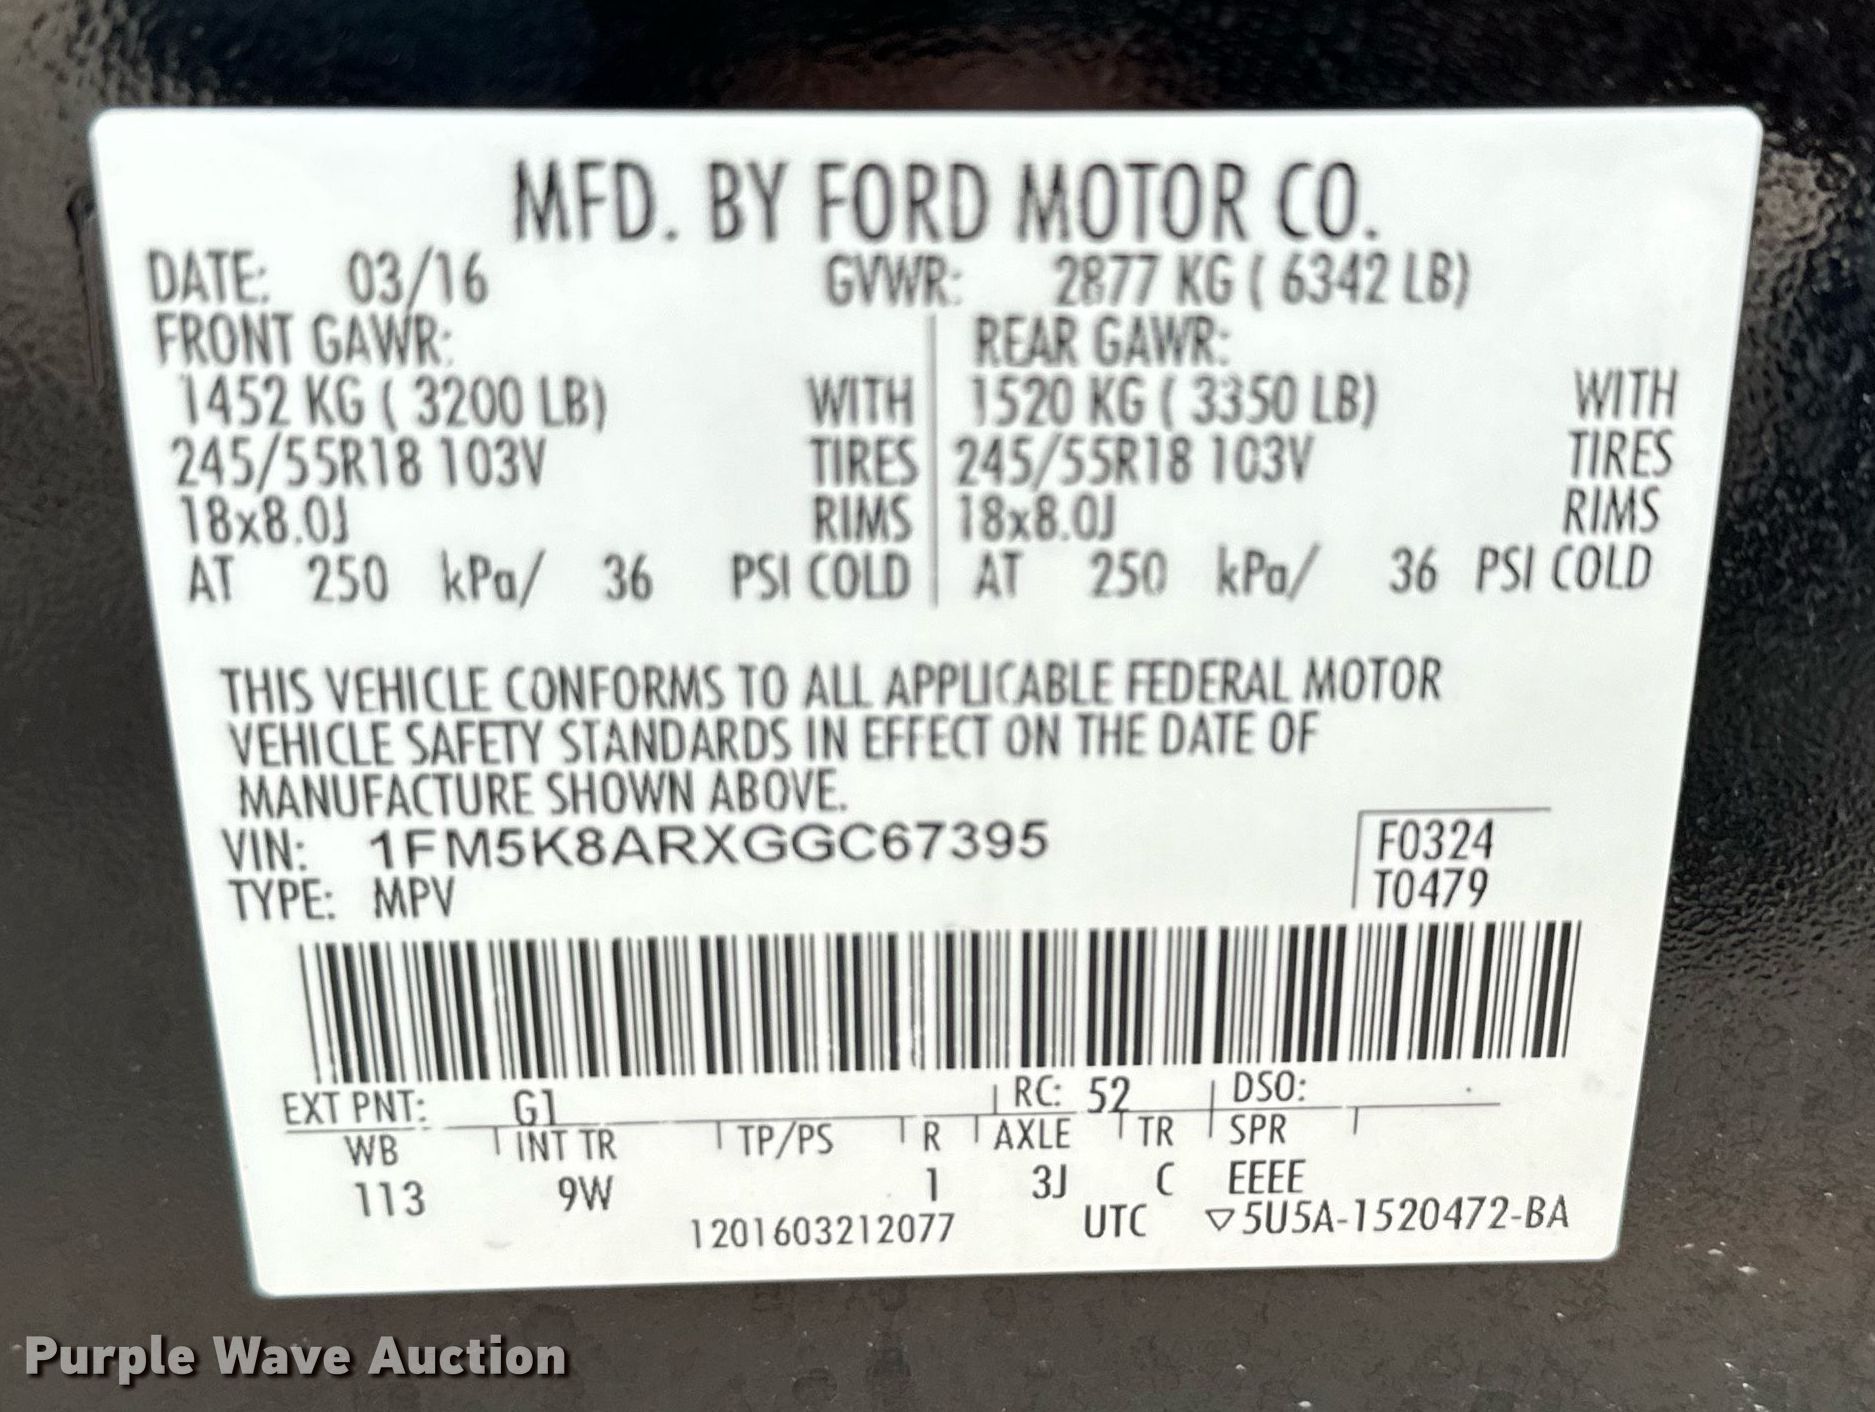 MFD. BY FORD MOTOR CO.
DATE: 03/16 GVWR: 2877 KG ( 6342 LB)
FRONT GAWR: REAR GAWR:
1452 KG ( 3200 LB) WITH 1520 KG ( 3350 LB) WITH
245/55R18 103V TIRES 245/55R18 103V TIRES
18x8.0J RIMS 18x8.0J RIMS
AT 250 kPa/ 36 PSI COLD AT 250 kPa/ 36 PSI COLD
THIS VEHICLE CONFORMS TO ALL APPLICABLE FEDERAL MOTOR
VEHICLE SAFETY STANDARDS IN EFFECT ON THE DATE OF
MANUFACTURE SHOWN ABOVE.
VIN: 1FM5K8ARXGGC67395 F0324
TYPE: MPV T0479
EXT PNT: G1 RC: 52 DSO:
WB INT TR TP/PS R AXLE TR SPR
113 9W 1 3J C EEEE
1201603212077 UTC ▽5U5A-1520472-BA
Purple Wave Auction